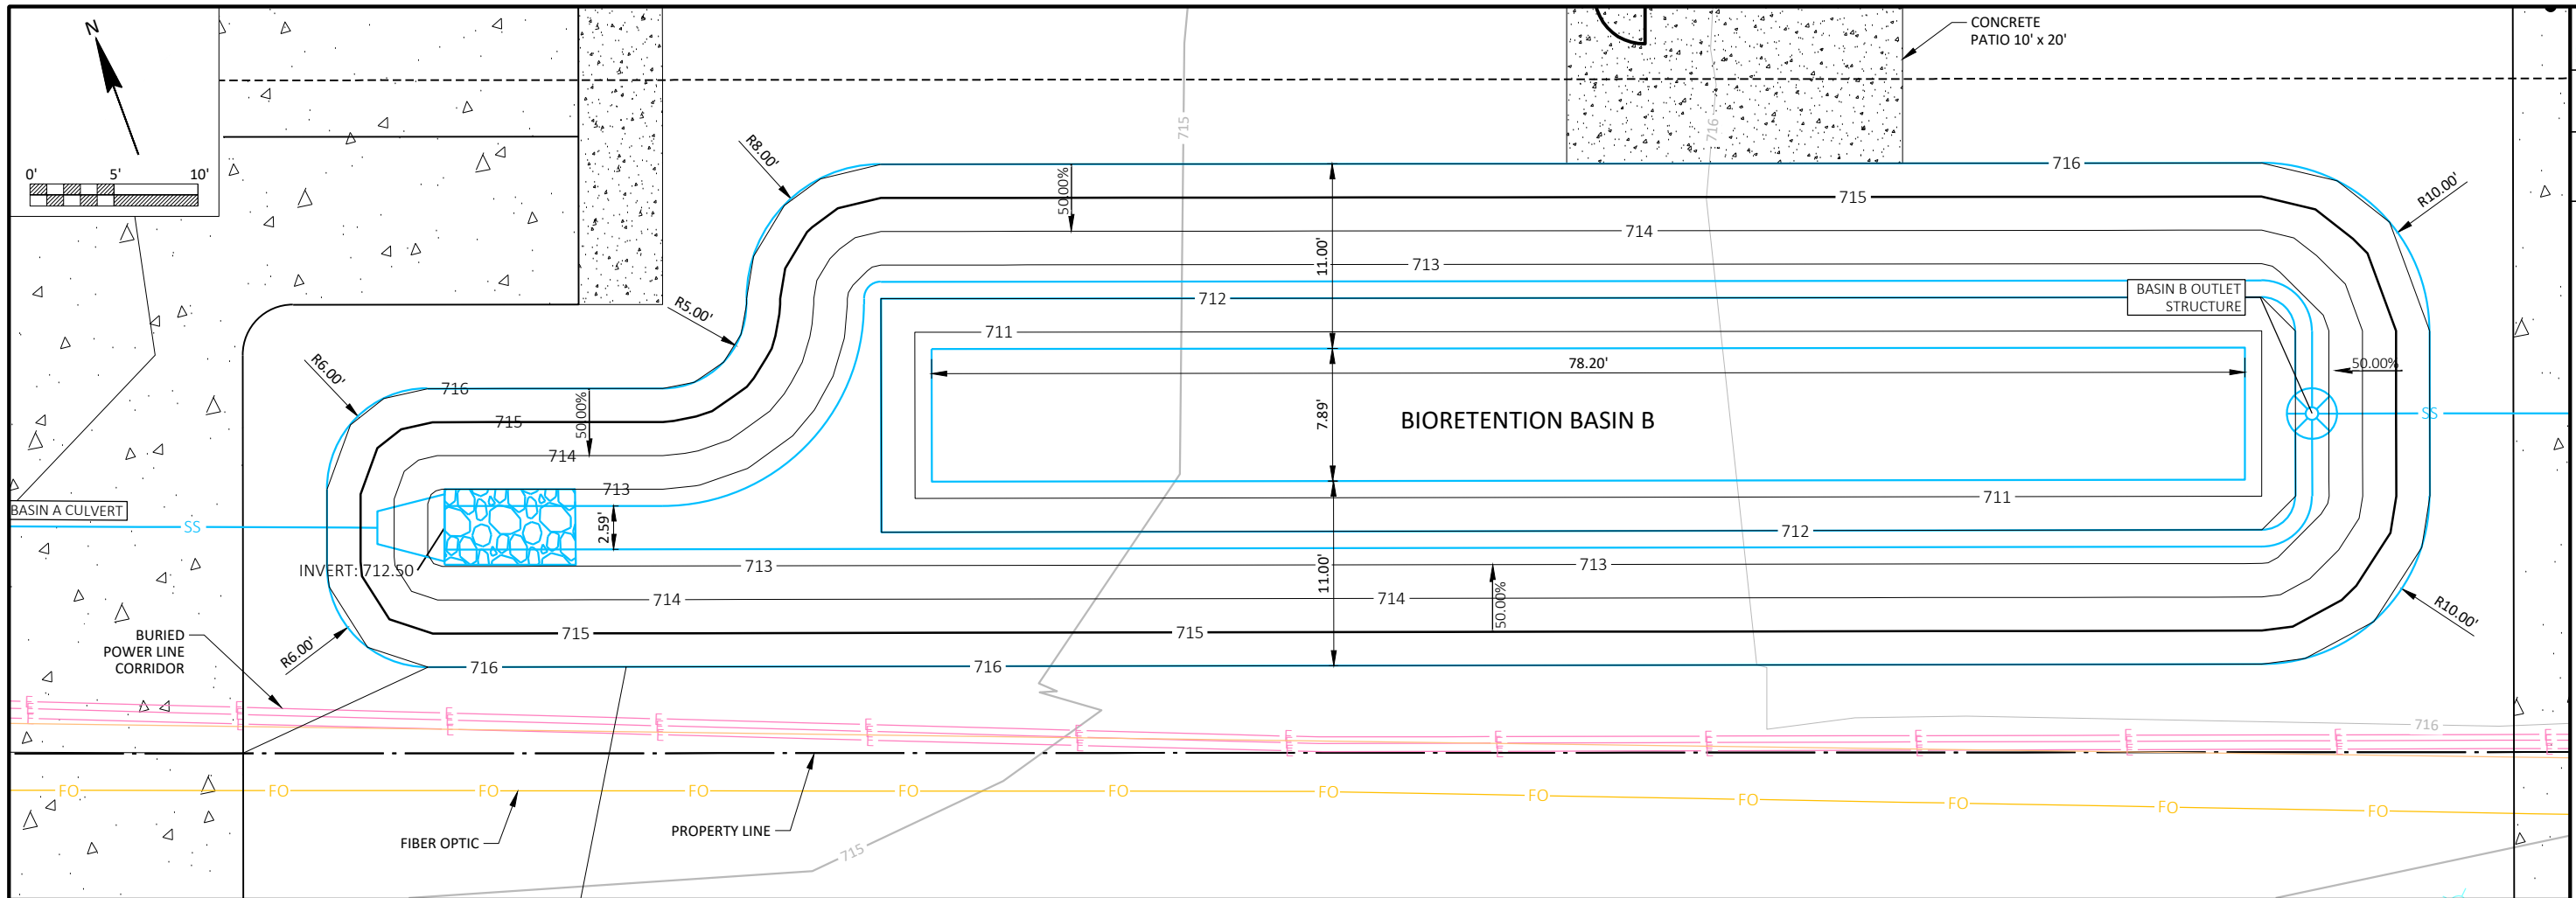 N
0' 5' 10'
CONCRETE
PATIO 10' x 20'
715
716
R8.00'
50.00%
11.00'
716
R10.00'
715
714
713
712
BASIN B OUTLET
STRUCTURE
R5.00'
711
R6.00'
716
78.20'
50.00%
715
50.00%
7.89'
BIORETENTION BASIN B
SS
714
713
711
BASIN A CULVERT
SS
2.59'
712
INVERT: 712.50
713
713
11.00'
50.00%
714
714
R10.00'
BURIED
POWER LINE
CORRIDOR
R6.00'
715
715
716
716
E E E E E E E E E E E E E
E E E E E E E E E E E E E
E E E E E E E E E E E E E
716
FO FO FO FO FO FO FO FO FO FO FO FO
FIBER OPTIC
PROPERTY LINE
715